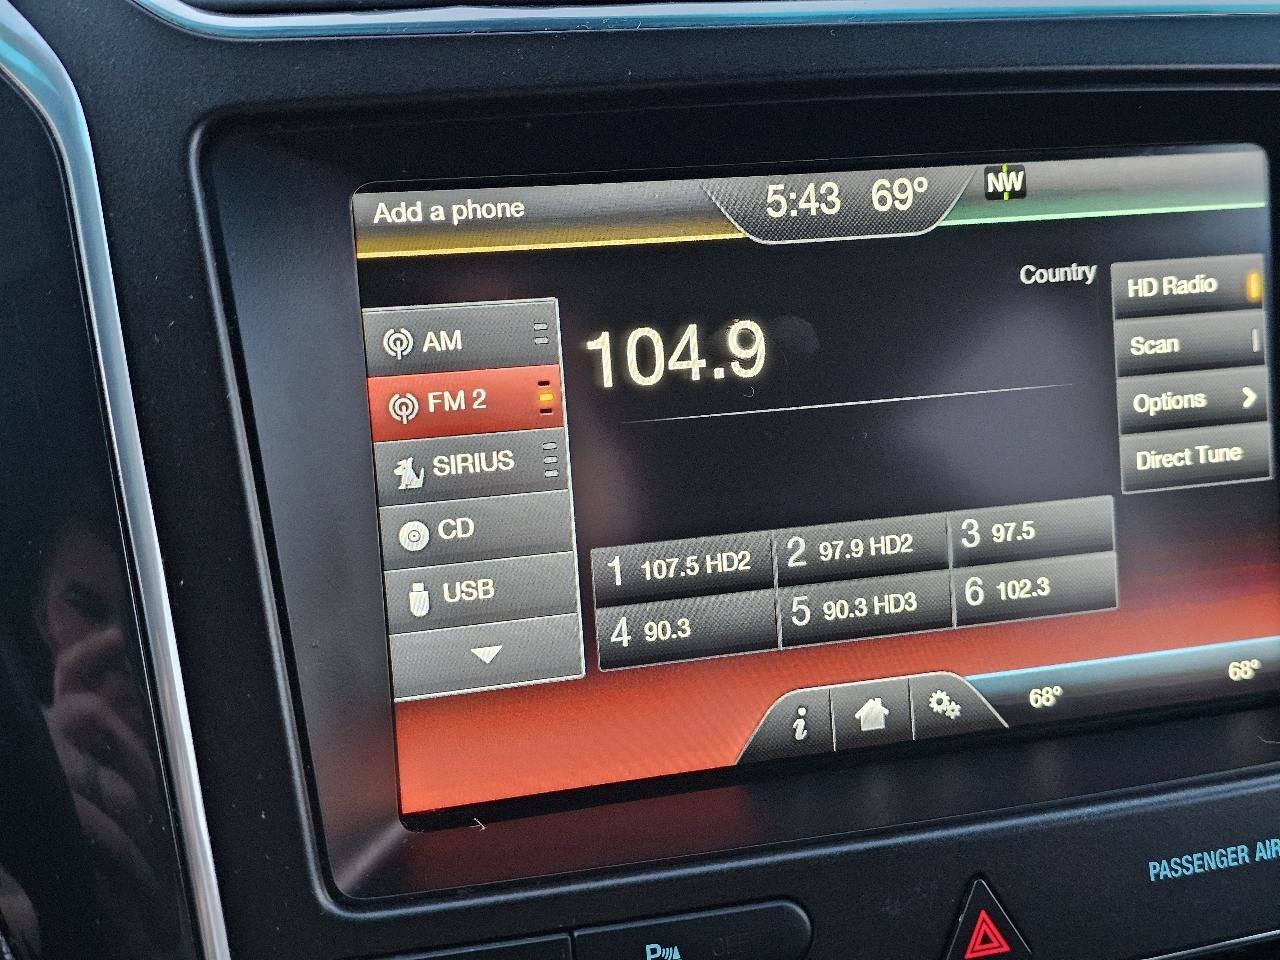 Add a phone
5:43 69°
NW
Country
AM
FM 2
SIRIUS
CD
USB
104.9
HD Radio
Scan
Options
Direct Tune
1 107.5 HD2
2 97.9 HD2
3 97.5
4 90.3
5 90.3 HD3
6 102.3
i
68°
68°
PASSENGER AIR
P
OFF